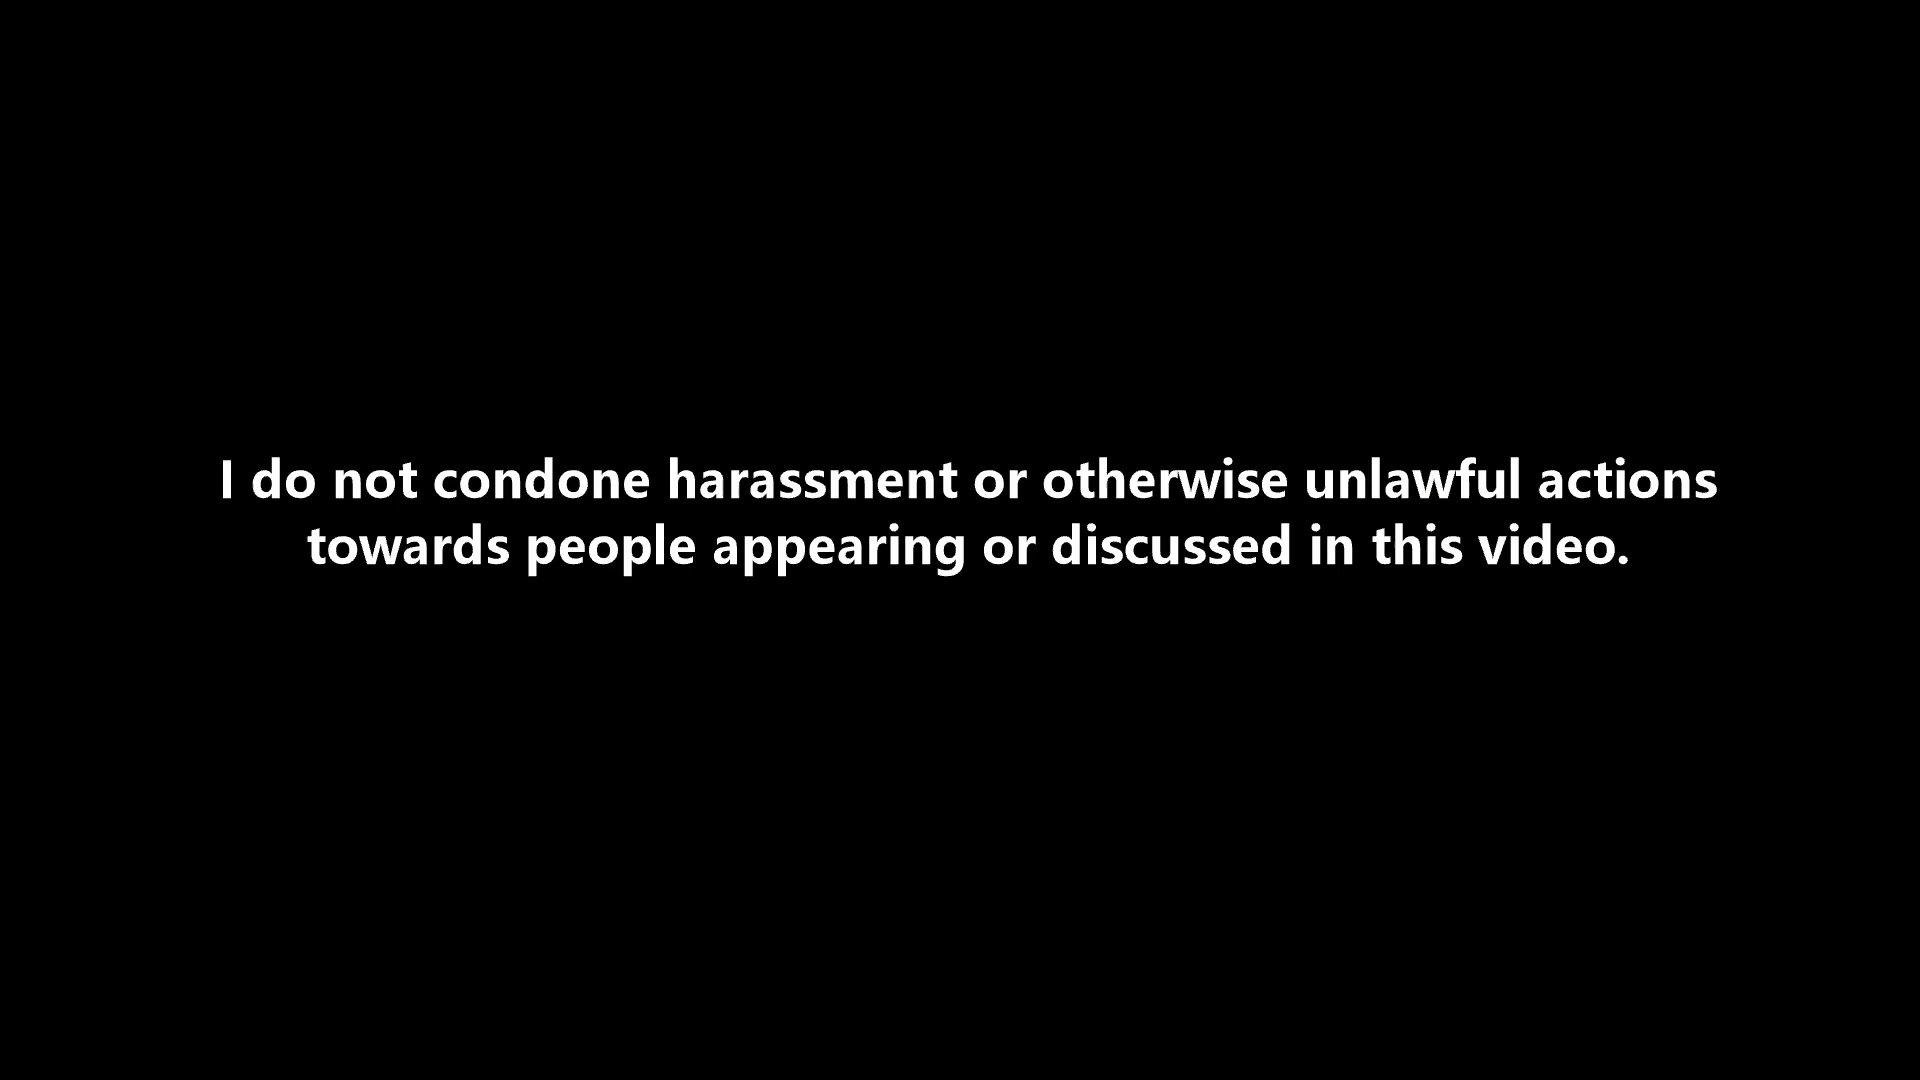 I do not condone harassment or otherwise unlawful actions
towards people appearing or discussed in this video.